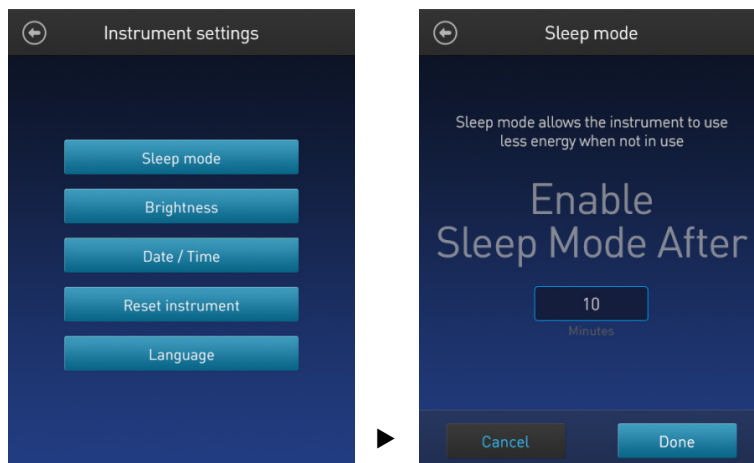 Instrument settings
Sleep mode
Brightness
Date / Time
Reset instrument
Language
Sleep mode
Sleep mode allows the instrument to use
less energy when not in use
Enable
Sleep Mode After
10
Minutes
Cancel
Done